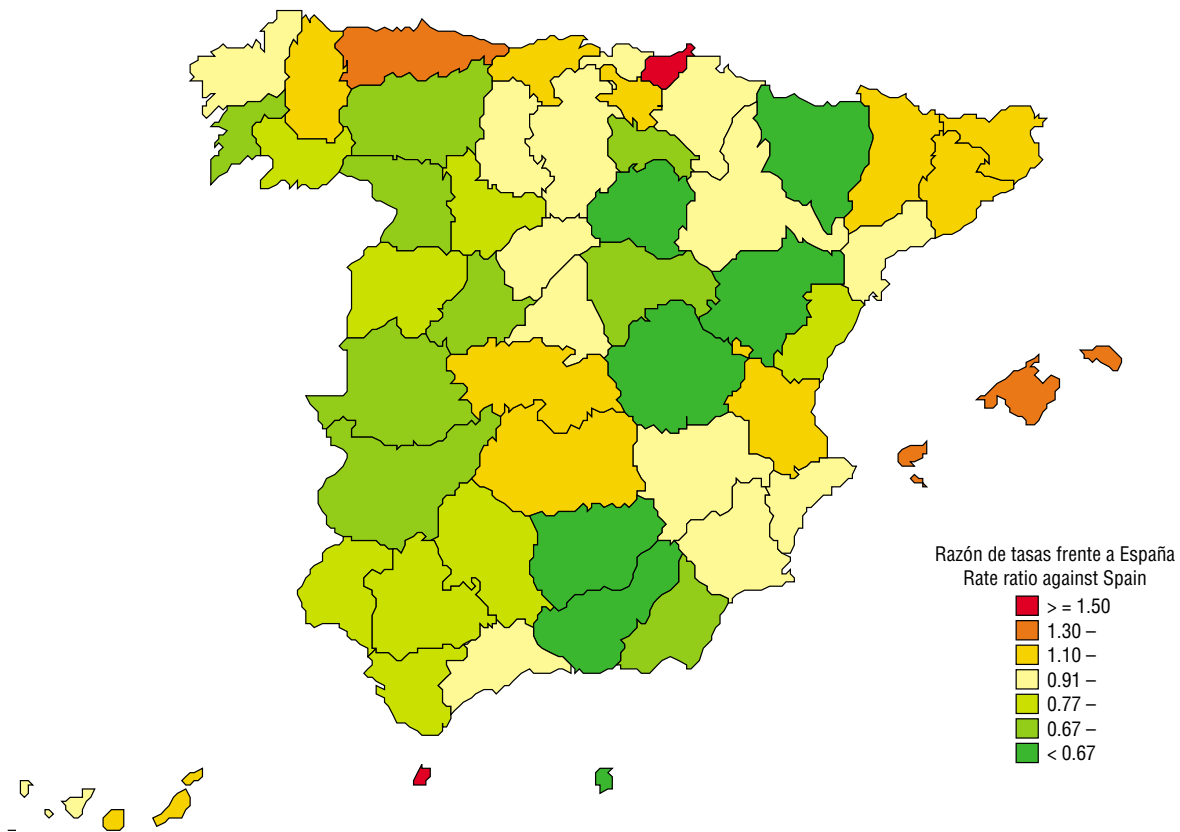 Razón de tasas frente a España
Rate ratio against Spain
> = 1.50
1.30 –
1.10 –
0.91 –
0.77 –
0.67 –
< 0.67